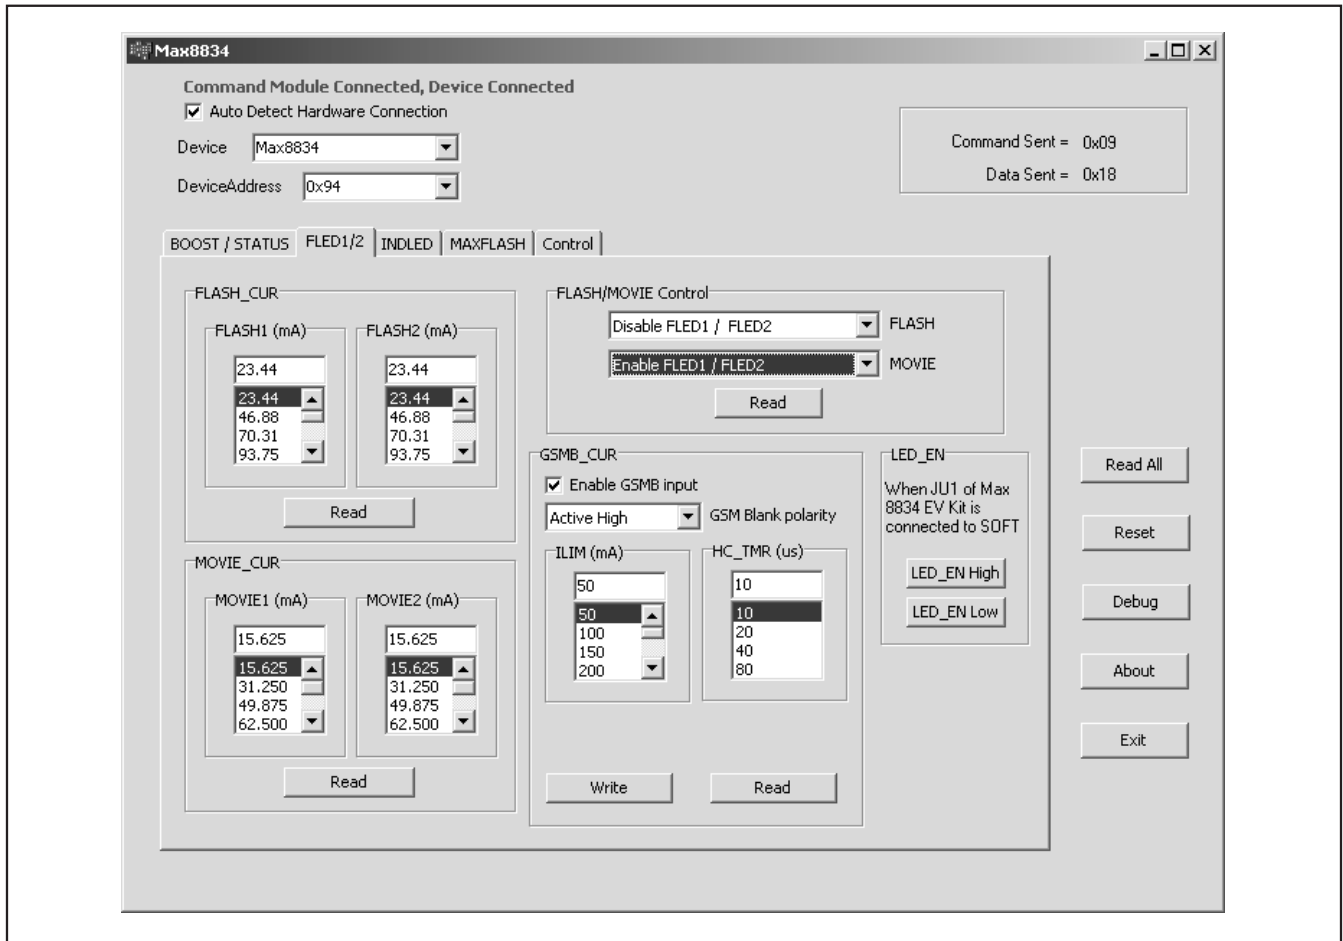 Max8834
Command Module Connected, Device Connected
Auto Detect Hardware Connection
Device Max8834
DeviceAddress 0x94
Command Sent = 0x09
Data Sent = 0x18
BOOST / STATUS FLED1/2 INDLED MAXFLASH Control
FLASH_CUR
FLASH1 (mA) FLASH2 (mA)
23.44 23.44
23.44 23.44
46.88 46.88
70.31 70.31
93.75 93.75
Read
MOVIE_CUR
MOVIE1 (mA) MOVIE2 (mA)
15.625 15.625
15.625 15.625
31.250 31.250
49.875 49.875
62.500 62.500
Read
FLASH/MOVIE Control
Disable FLED1 / FLED2 FLASH
Enable FLED1 / FLED2 MOVIE
Read
GSMB_CUR
Enable GSMB input
Active High GSM Blank polarity
ILIM (mA) HC_TMR (us)
50 10
50 10
100 20
150 40
200 80
Write Read
LED_EN
When JU1 of Max
8834 EV Kit is
connected to SOFT
LED_EN High
LED_EN Low
Read All
Reset
Debug
About
Exit